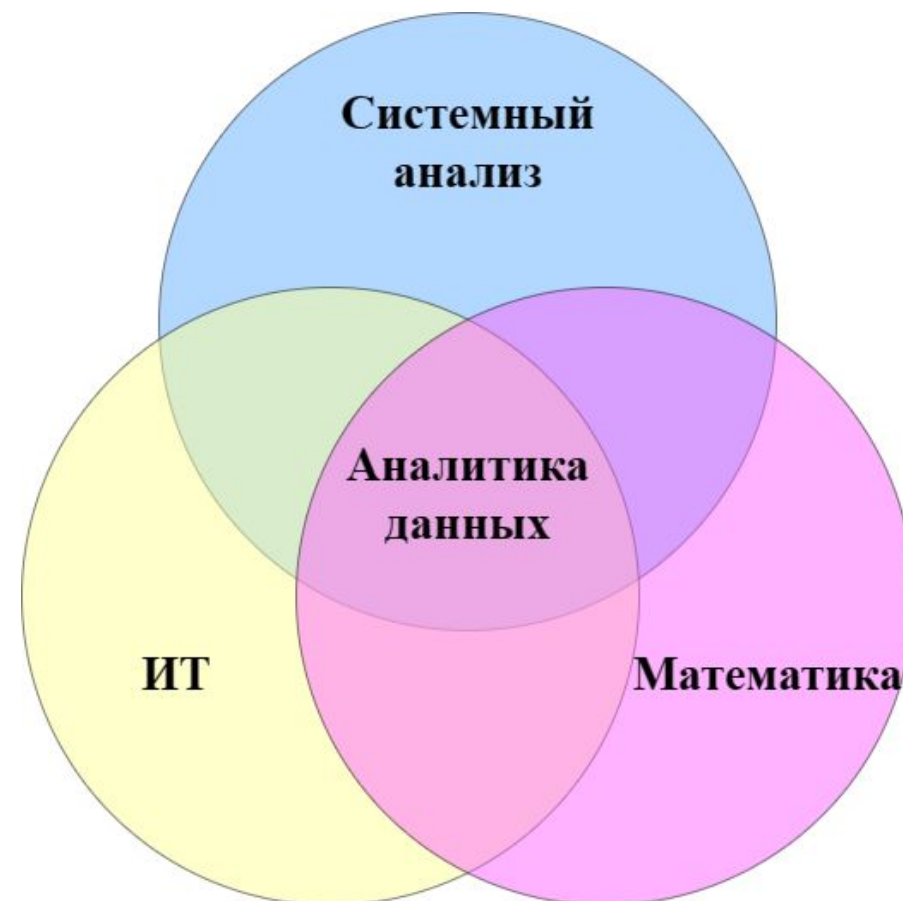 Системный
анализ
Аналитика
данных
ИТ
Математика